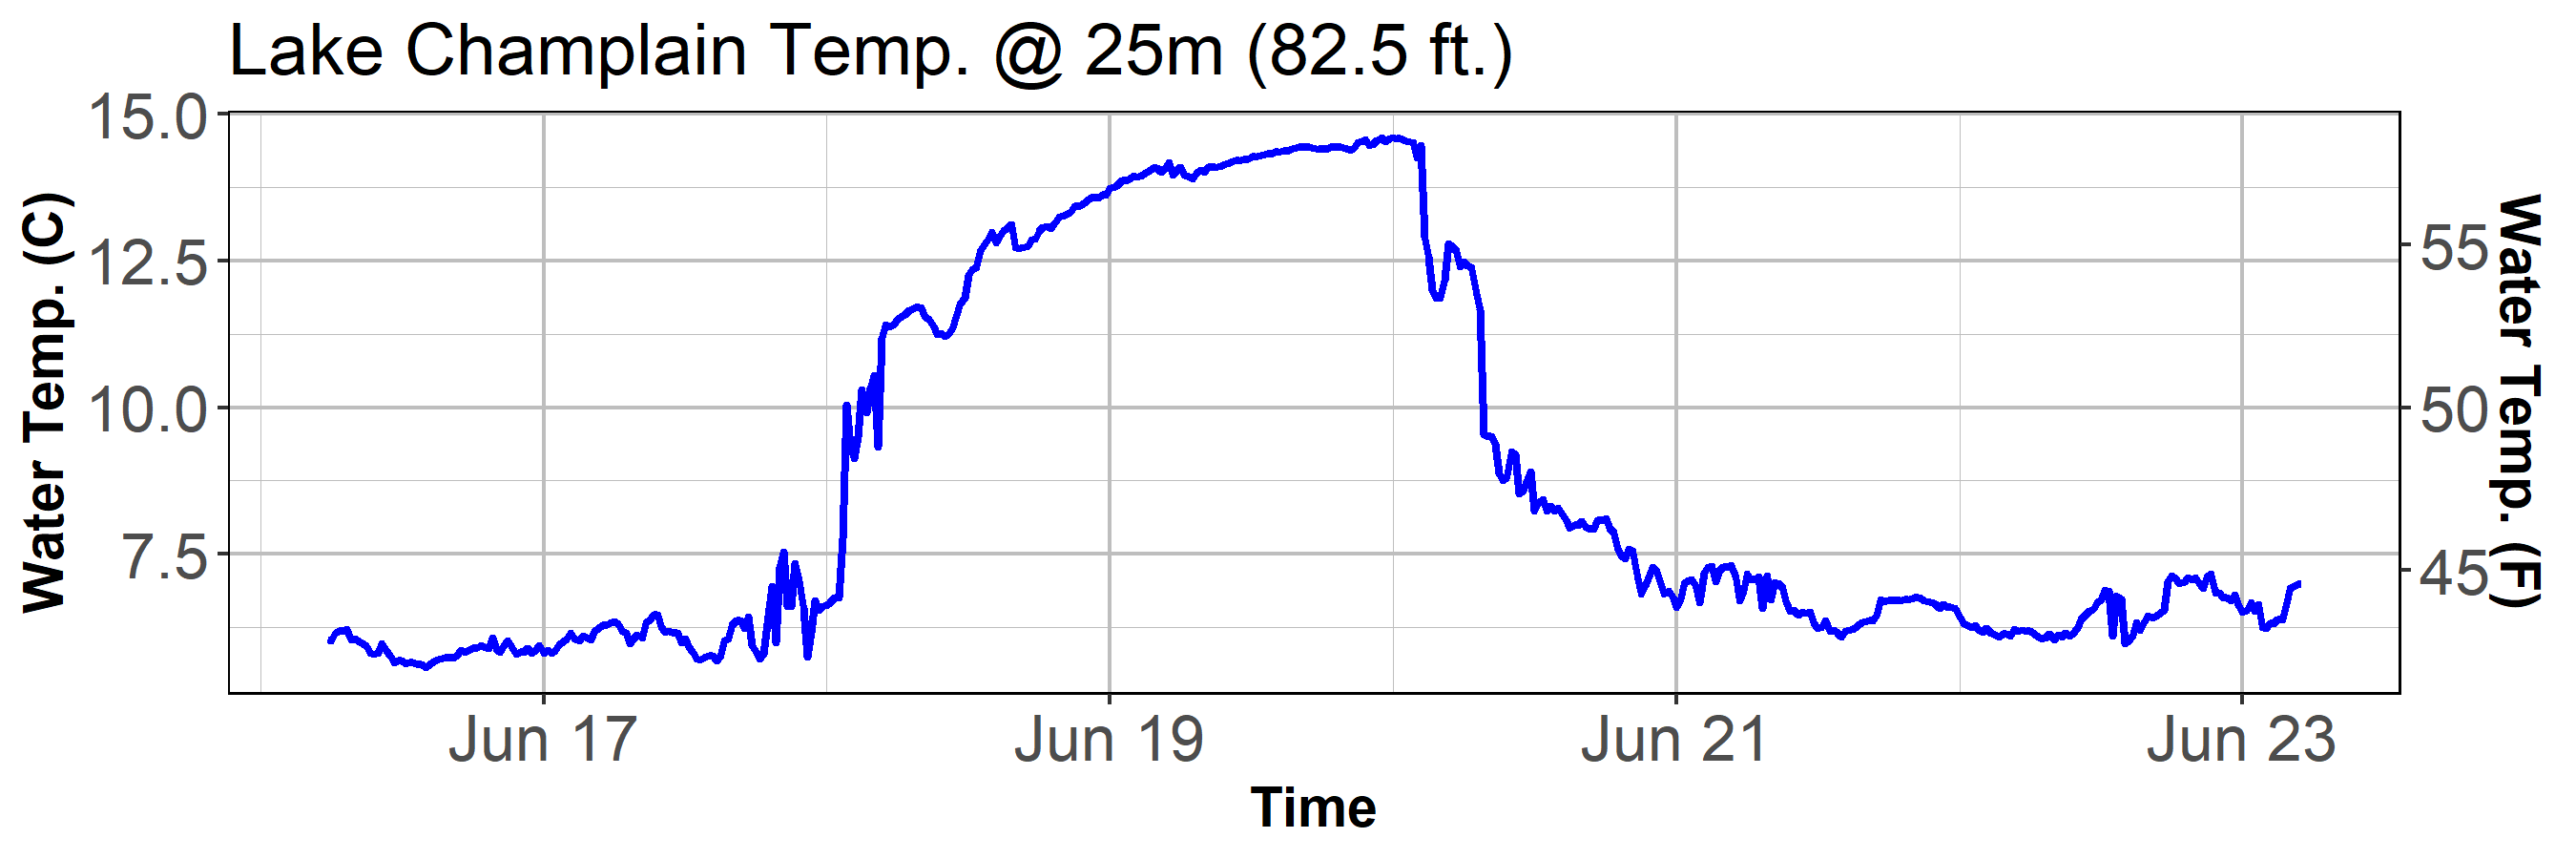 Lake Champlain Temp. @ 25m (82.5 ft.)
15.0
12.5
10.0
7.5
Water Temp. (C)
55
50
45
Water Temp. (F)
Jun 17
Jun 19
Jun 21
Jun 23
Time